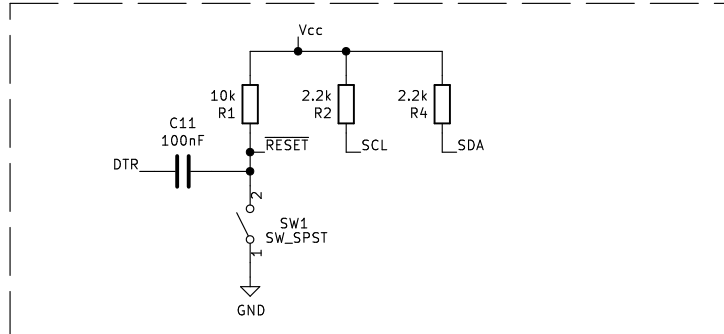 Vcc
10k
R1
2.2k
R2
2.2k
R4
C11
100nF
RESET
SCL
SDA
DTR
2
SW1
SW_SPST
1
GND